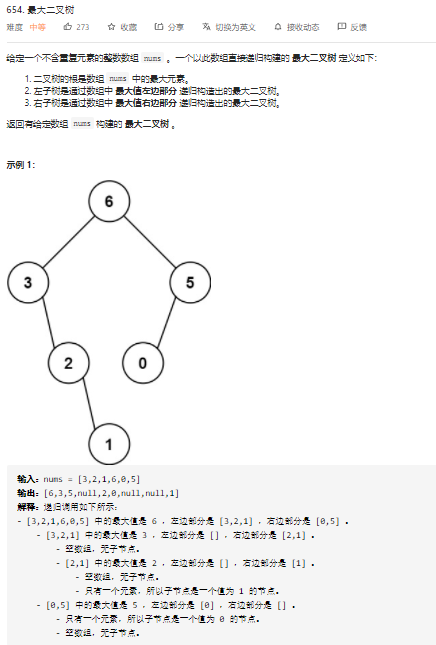 654. 最大二叉树
难度 中等 273 收藏 分享 切换为英文 接收动态 反馈
给定一个不含重复元素的整数数组 nums 。一个以此数组直接递归构建的 最大二叉树 定义如下：
1. 二叉树的根是数组 nums 中的最大元素。
2. 左子树是通过数组中 最大值左边部分 递归构造出的最大二叉树。
3. 右子树是通过数组中 最大值右边部分 递归构造出的最大二叉树。
返回有给定数组 nums 构建的 最大二叉树 。
示例 1：
6
3 5
2 0
1
输入：nums = [3,2,1,6,0,5]
输出：[6,3,5,null,2,0,null,null,1]
解释：递归调用如下所示：
- [3,2,1,6,0,5] 中的最大值是 6 ，左边部分是 [3,2,1] ，右边部分是 [0,5] 。
- [3,2,1] 中的最大值是 3 ，左边部分是 [] ，右边部分是 [2,1] 。
- 空数组，无子节点。
- [2,1] 中的最大值是 2 ，左边部分是 [] ，右边部分是 [1] 。
- 空数组，无子节点。
- 只有一个元素，所以子节点是一个值为 1 的节点。
- [0,5] 中的最大值是 5 ，左边部分是 [0] ，右边部分是 [] 。
- 只有一个元素，所以子节点是一个值为 0 的节点。
- 空数组，无子节点。